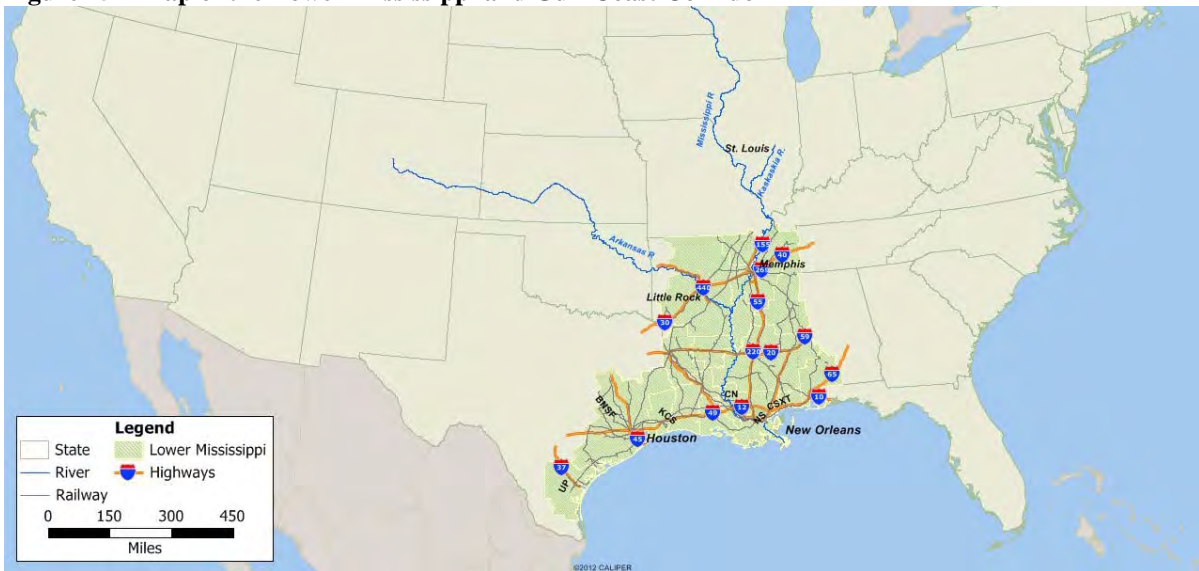 Mississippi R
St. Louis
Kaskaskia R.
Arkansas R
155
40
Memphis
440
Little Rock
55
30
59
220
20
65
CN
10
BNSF
KCS
49
12
NS
CSXT
45
Houston
New Orleans
37
UP
Legend
State
Lower Mississippi
River
Highways
Railway
0 150 300 450
Miles
©2012 CALIPER